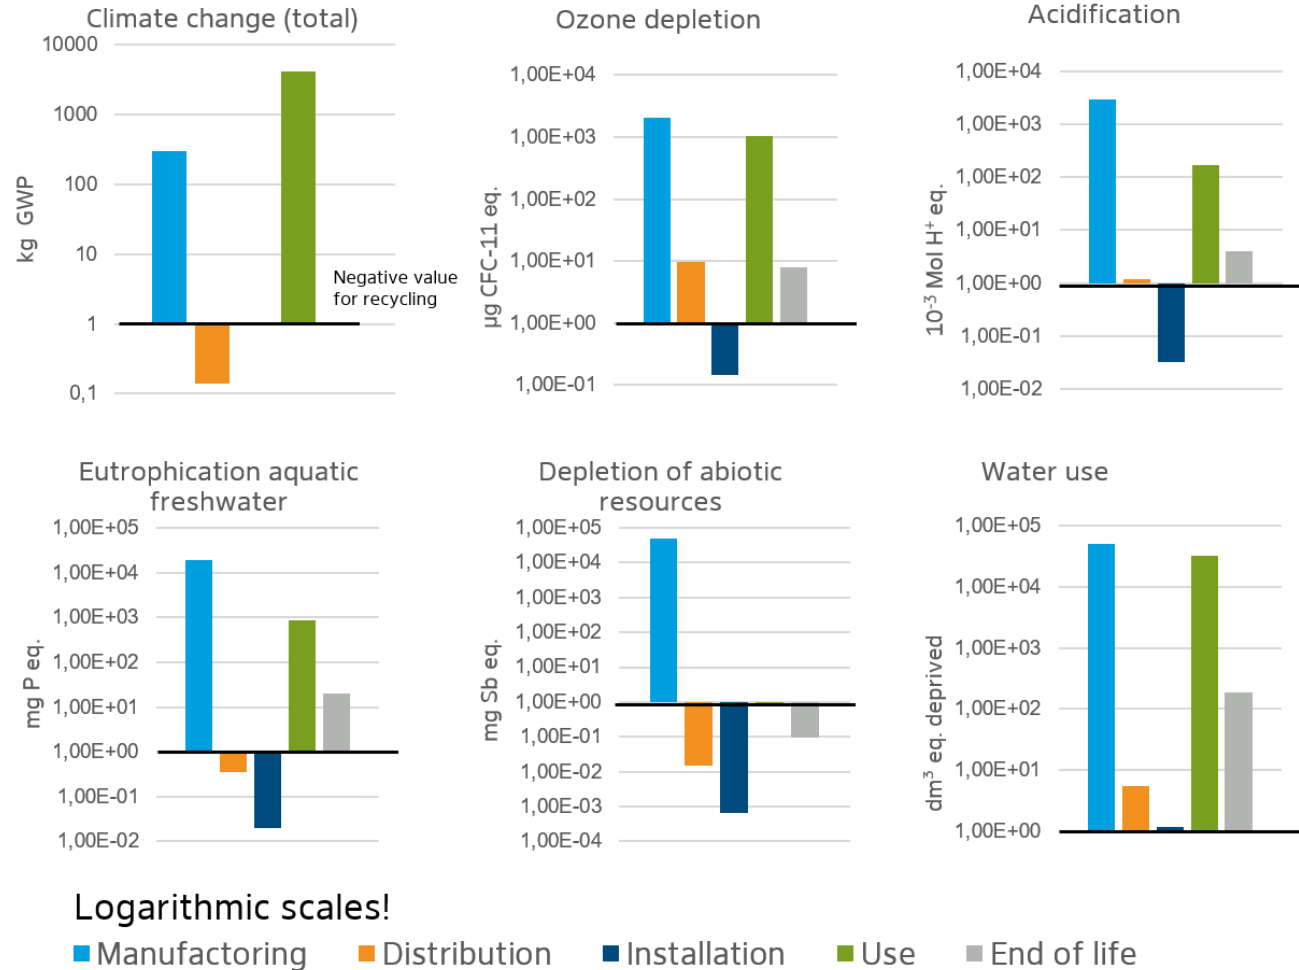 Climate change (total)
kg GWP
10000
1000
100
10
1
0,1
Negative value
for recycling
Ozone depletion
µg CFC-11 eq.
1,00E+04
1,00E+03
1,00E+02
1,00E+01
1,00E+00
1,00E-01
Acidification
10⁻³ Mol H⁺ eq.
1,00E+04
1,00E+03
1,00E+02
1,00E+01
1,00E+00
1,00E-01
1,00E-02
Eutrophication aquatic
freshwater
mg P eq.
1,00E+05
1,00E+04
1,00E+03
1,00E+02
1,00E+01
1,00E+00
1,00E-01
1,00E-02
Depletion of abiotic
resources
mg Sb eq.
1,00E+05
1,00E+04
1,00E+03
1,00E+02
1,00E+01
1,00E+00
1,00E-01
1,00E-02
1,00E-03
1,00E-04
Water use
dm³ eq. deprived
1,00E+05
1,00E+04
1,00E+03
1,00E+02
1,00E+01
1,00E+00
Logarithmic scales!
Manufactoring Distribution Installation Use End of life